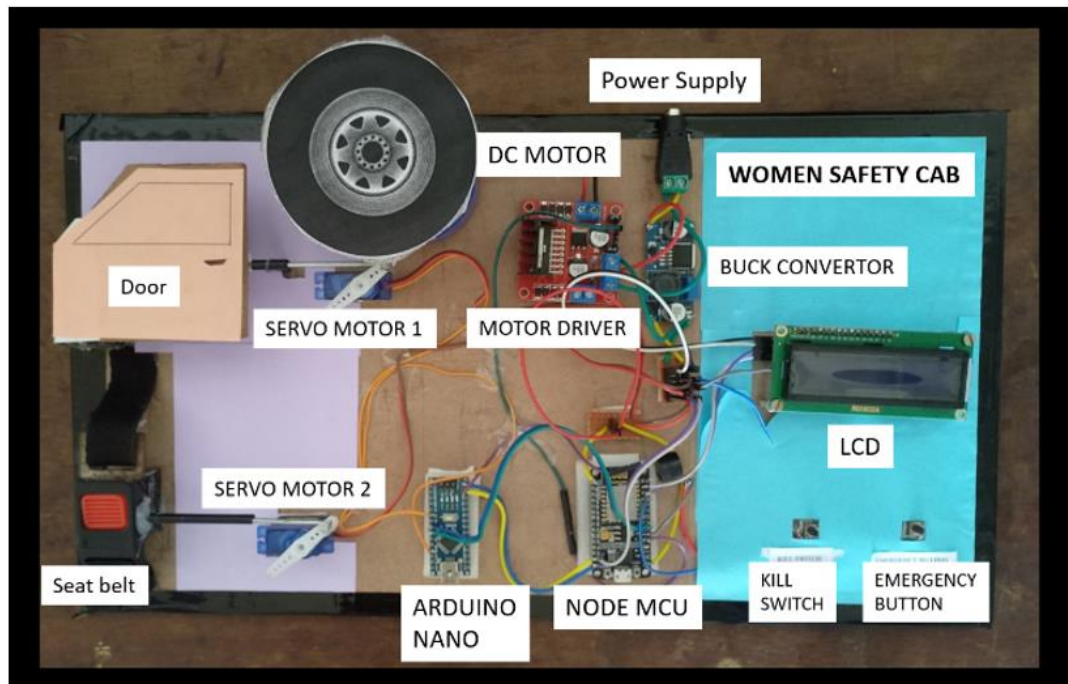 Power Supply
DC MOTOR
WOMEN SAFETY CAB
BUCK CONVERTOR
Door
SERVO MOTOR 1
MOTOR DRIVER
LCD
SERVO MOTOR 2
Seat belt
ARDUINO
NANO
NODE MCU
KILL
SWITCH
EMERGENCY
BUTTON